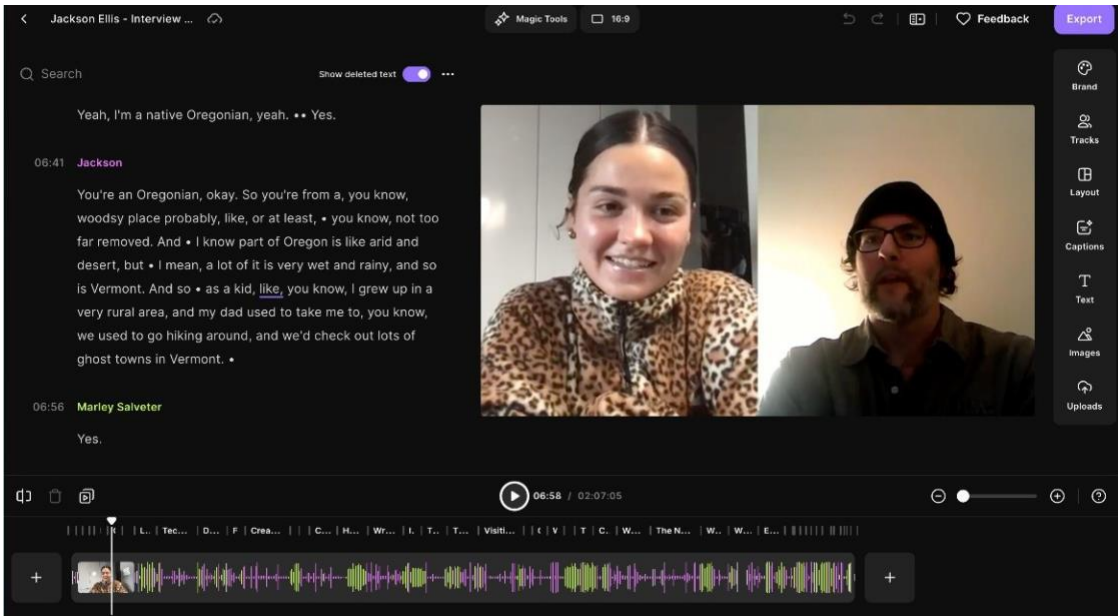 Jackson Ellis - Interview ...
Magic Tools
16:9
Feedback
Export
Search
Show deleted text
Yeah, I'm a native Oregonian, yeah. •• Yes.
06:41 Jackson
You're an Oregonian, okay. So you're from a, you know,
woodsy place probably, like, or at least, • you know, not too
far removed. And • I know part of Oregon is like arid and
desert, but • I mean, a lot of it is very wet and rainy, and so
is Vermont. And so • as a kid, like, you know, I grew up in a
very rural area, and my dad used to take me to, you know,
we used to go hiking around, and we'd check out lots of
ghost towns in Vermont. •
06:56 Marley Salveter
Yes.
Brand
Tracks
Layout
Captions
Text
Images
Uploads
06:58 / 02:07:05
L... Tec... D... F Crea... C... H... Wr... I. T.. T... Visiti... V T C. W... The N... W.. W... E...